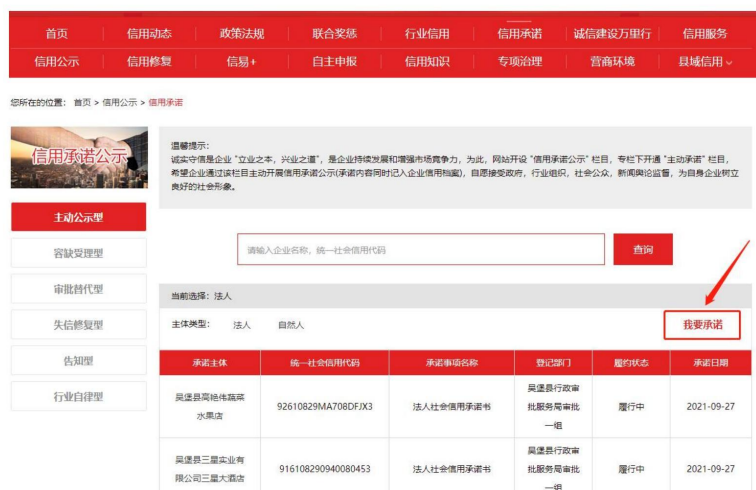 首页 信用动态 政策法规 联合奖惩 行业信用 信用承诺 诚信建设万里行 信用服务
信用公示 信用修复 信易+ 自主申报 信用知识 专项治理 营商环境 县域信用
您所在的位置: 首页 > 信用公示 > 信用承诺
信用承诺公示
主动公示型
容缺受理型
审批替代型
失信修复型
告知型
行业自律型
温馨提示:
诚实守信是企业“立业之本,兴业之道”,是企业持续发展和增强市场竞争力,为此,网站开设“信用承诺公示”栏目,专栏下开通“主动承诺”栏目,
希望企业通过该栏目主动开展信用承诺公示(承诺内容同时记入企业信用档案),自愿接受政府,行业组织,社会公众,新闻舆论监督,为自身企业树立
良好的社会形象。
请输入企业名称,统一社会信用代码 查询
当前选择: 法人
主体类型: 法人 自然人 我要承诺
承诺主体 统一社会信用代码 承诺事项名称 登记部门 履约状态 承诺日期
吴堡县高艳伟蔬菜
水果店
92610829MA708DFJX3
法人社会信用承诺书
吴堡县行政审
批服务局审批
一组
履行中
2021-09-27
吴堡县三星实业有
限公司三星大酒店
916108290940080453
法人社会信用承诺书
吴堡县行政审
批服务局审批
一组
履行中
2021-09-27